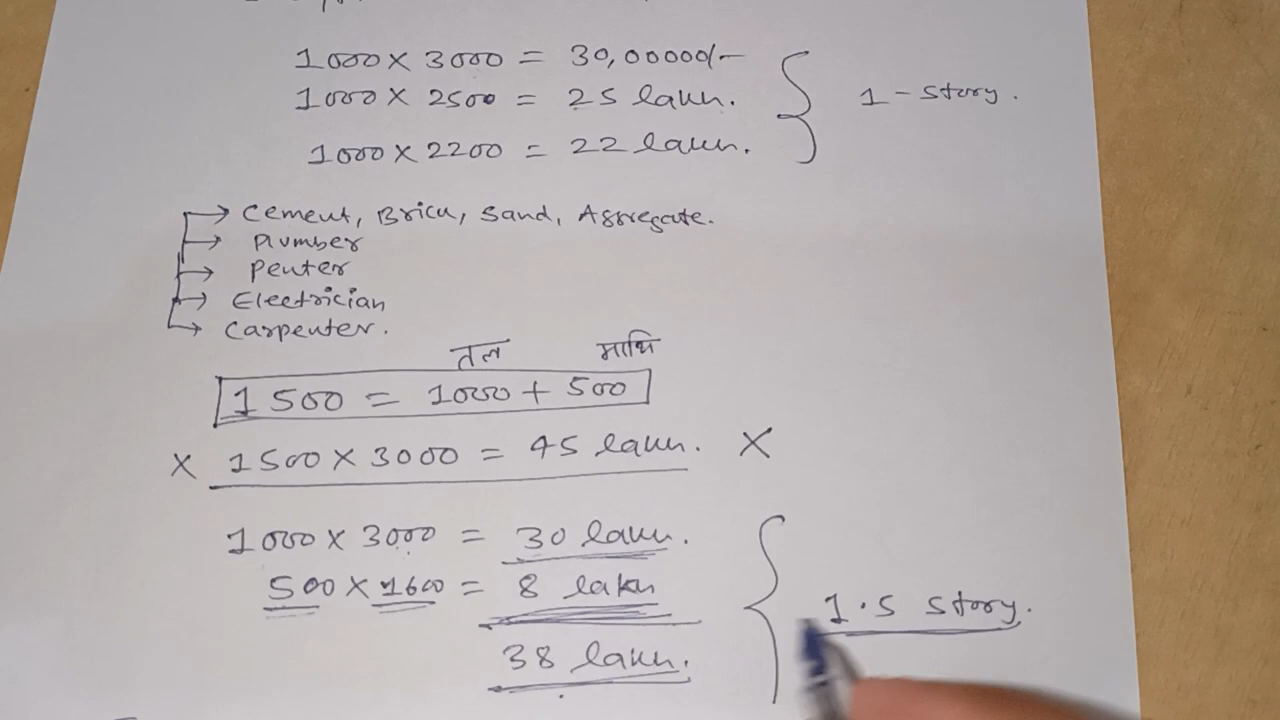 1000 x 3000 = 30,00000/-
1000 x 2500 = 25 lakh.
1000 x 2200 = 22 lakh.
} 1 - story.
→ Cement, Brick, Sand, Aggregate.
→ Plumber
→ Penter
→ Electrician
→ Carpenter.
तल माथि
1500 = 1000 + 500
x 1500 x 3000 = 45 lakh. x
1000 x 3000 = 30 lakh.
500 x 1600 = 8 lakh
38 lakh.
} 1.5 story.